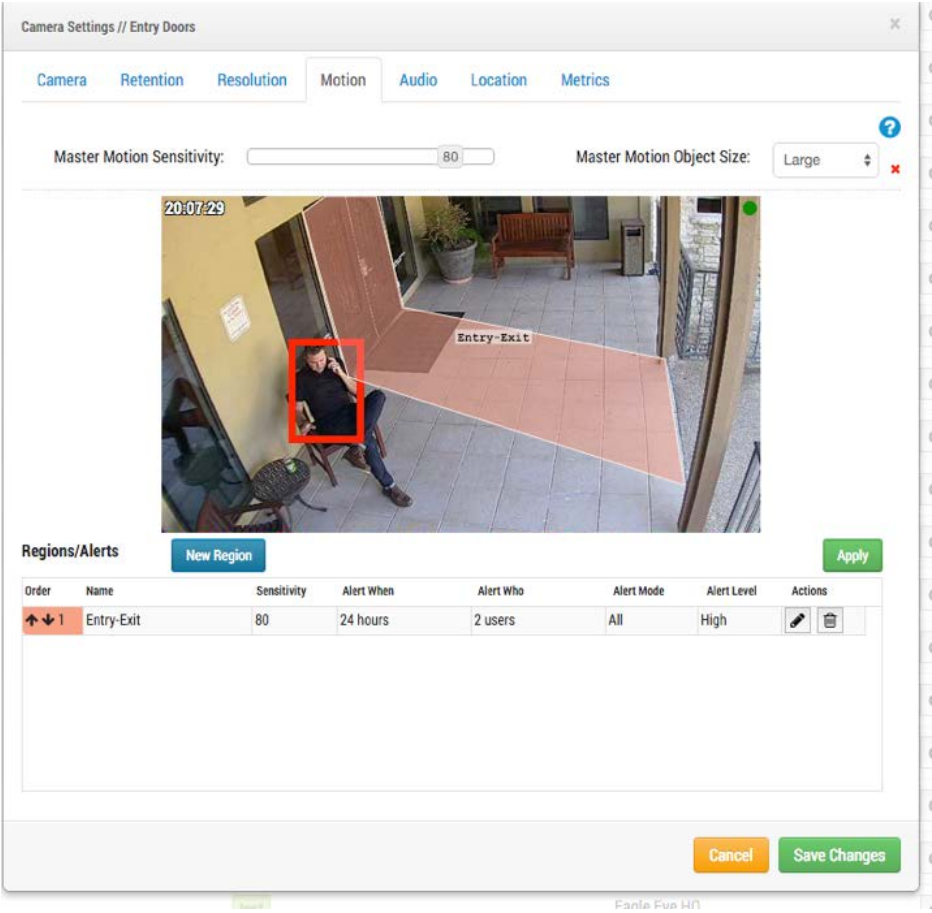 Camera Settings // Entry Doors ×
Camera Retention Resolution Motion Audio Location Metrics
?
Master Motion Sensitivity: 80 Master Motion Object Size: Large
20:07:29
Entry-Exit
Regions/Alerts New Region Apply
Order Name Sensitivity Alert When Alert Who Alert Mode Alert Level Actions
1 Entry-Exit 80 24 hours 2 users All High
Cancel Save Changes
Eagle Eye HQ